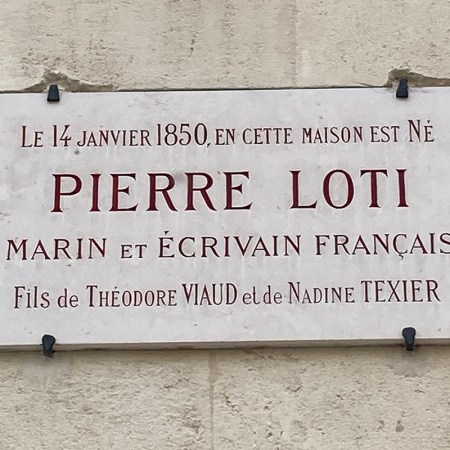 Le 14 JANVIER 1850, EN CETTE MAISON EST NÉ
PIERRE LOTI
MARIN ET ÉCRIVAIN FRANÇAIS
Fils de THÉODORE VIAUD et de NADINE TEXIER